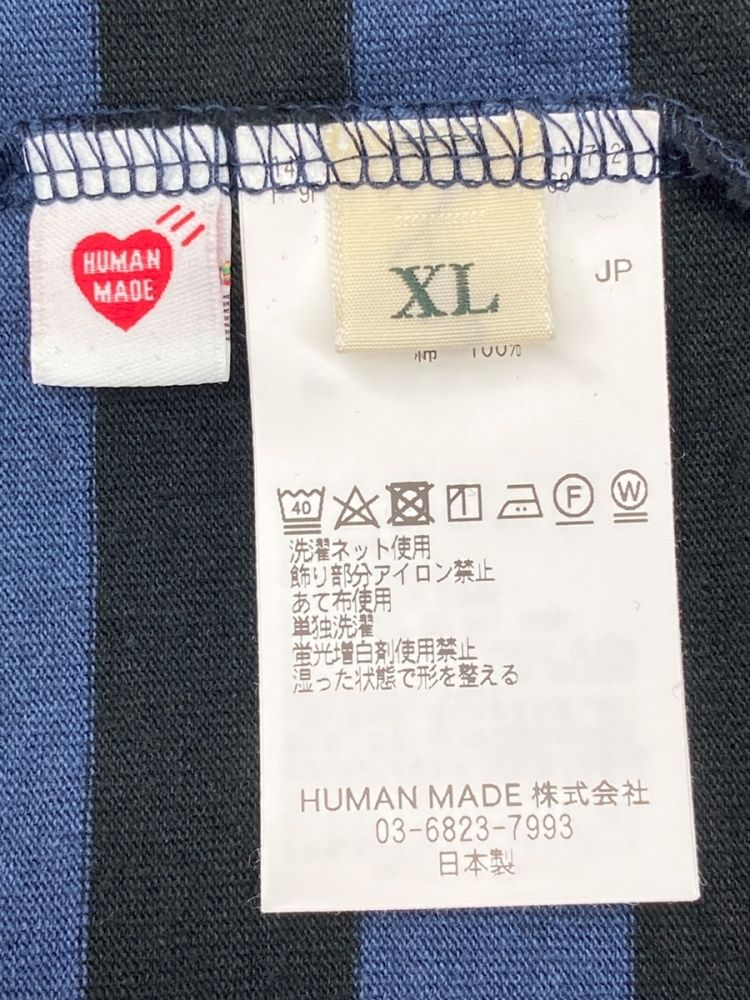 HUMAN
MADE
XL
JP
綿 100%
40
F
W
洗濯ネット使用
飾り部分アイロン禁止
あて布使用
単独洗濯
蛍光増白剤使用禁止
湿った状態で形を整える
HUMAN MADE 株式会社
03-6823-7993
日本製